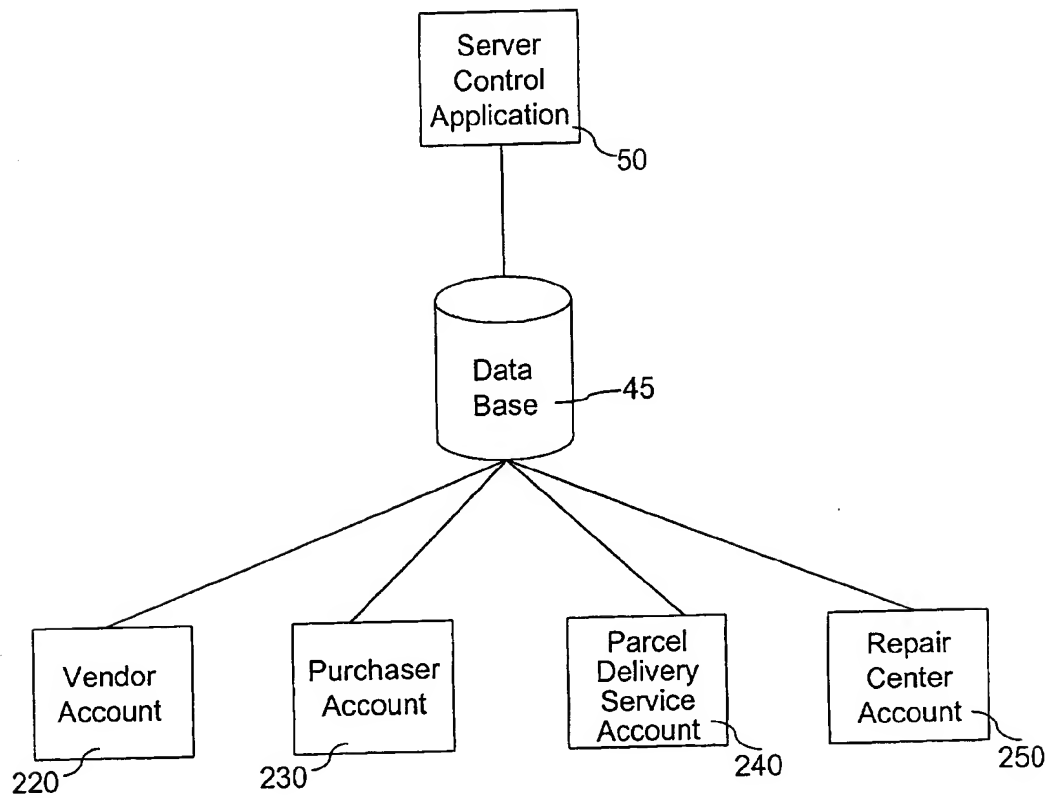 Server
Control
Application
50
Data
Base
45
Vendor
Account
220
Purchaser
Account
230
Parcel
Delivery
Service
Account
240
Repair
Center
Account
250